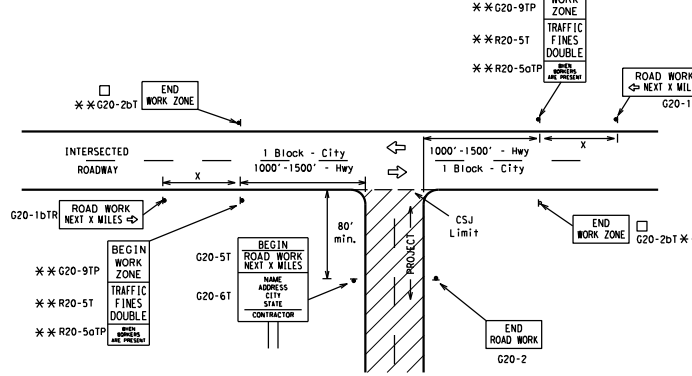 WORK
ZONE
TRAFFIC
FINES
DOUBLE
WHEN
WORKERS
ARE PRESENT
**G20-9TP
**R20-5T
**R20-5aTP
ROAD WORK
⇦ NEXT X MIL
G20-1
END
WORK ZONE
**G20-2bT
INTERSECTED
ROADWAY
1 Block - City
1000'-1500' - Hwy
1000'-1500' - Hwy
1 Block - City
X
X
G20-1bTR
ROAD WORK
NEXT X MILES ⇨
80'
min.
CSJ
Limit
PROJECT
END
WORK ZONE
G20-2bT*
BEGIN
WORK
ZONE
TRAFFIC
FINES
DOUBLE
WHEN
WORKERS
ARE PRESENT
**G20-9TP
**R20-5T
**R20-5aTP
G20-5T
BEGIN
ROAD WORK
NEXT X MILES
G20-6T
NAME
ADDRESS
CITY
STATE
CONTRACTOR
END
ROAD WORK
G20-2